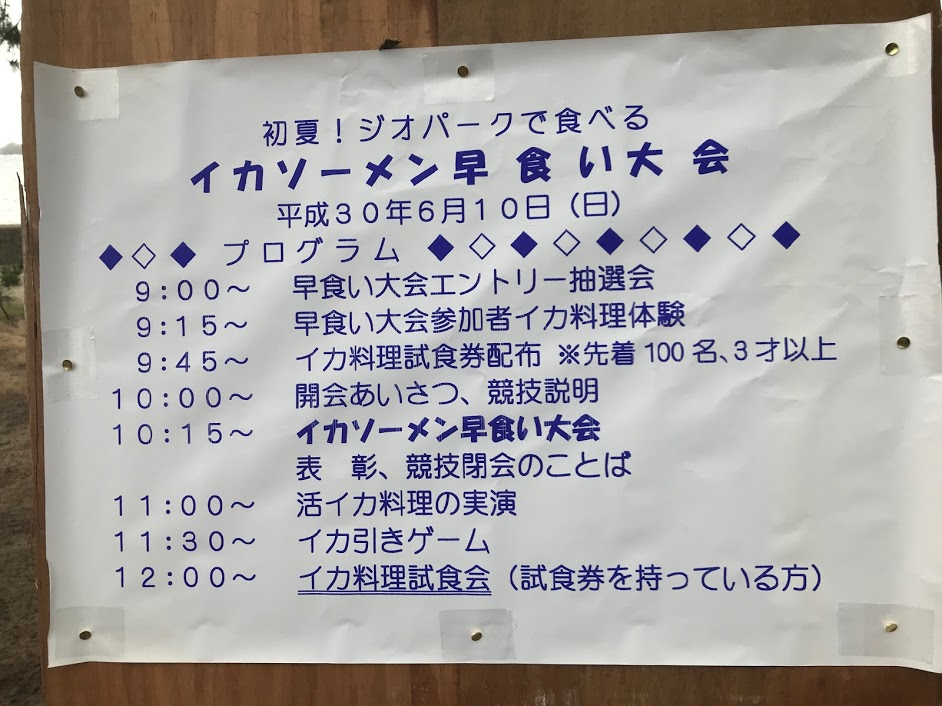 初夏!ジオパークで食べる
イカソーメン早食い大会
平成30年6月10日(日)
◆◇◆ プログラム ◆◇◆◇◆◇◆◇◆
9:00~ 早食い大会エントリー抽選会
9:15~ 早食い大会参加者イカ料理体験
9:45~ イカ料理試食券配布 ※先着100名、3才以上
10:00~ 開会あいさつ、競技説明
10:15~ イカソーメン早食い大会
表 彰、競技閉会のことば
11:00~ 活イカ料理の実演
11:30~ イカ引きゲーム
12:00~ イカ料理試食会(試食券を持っている方)